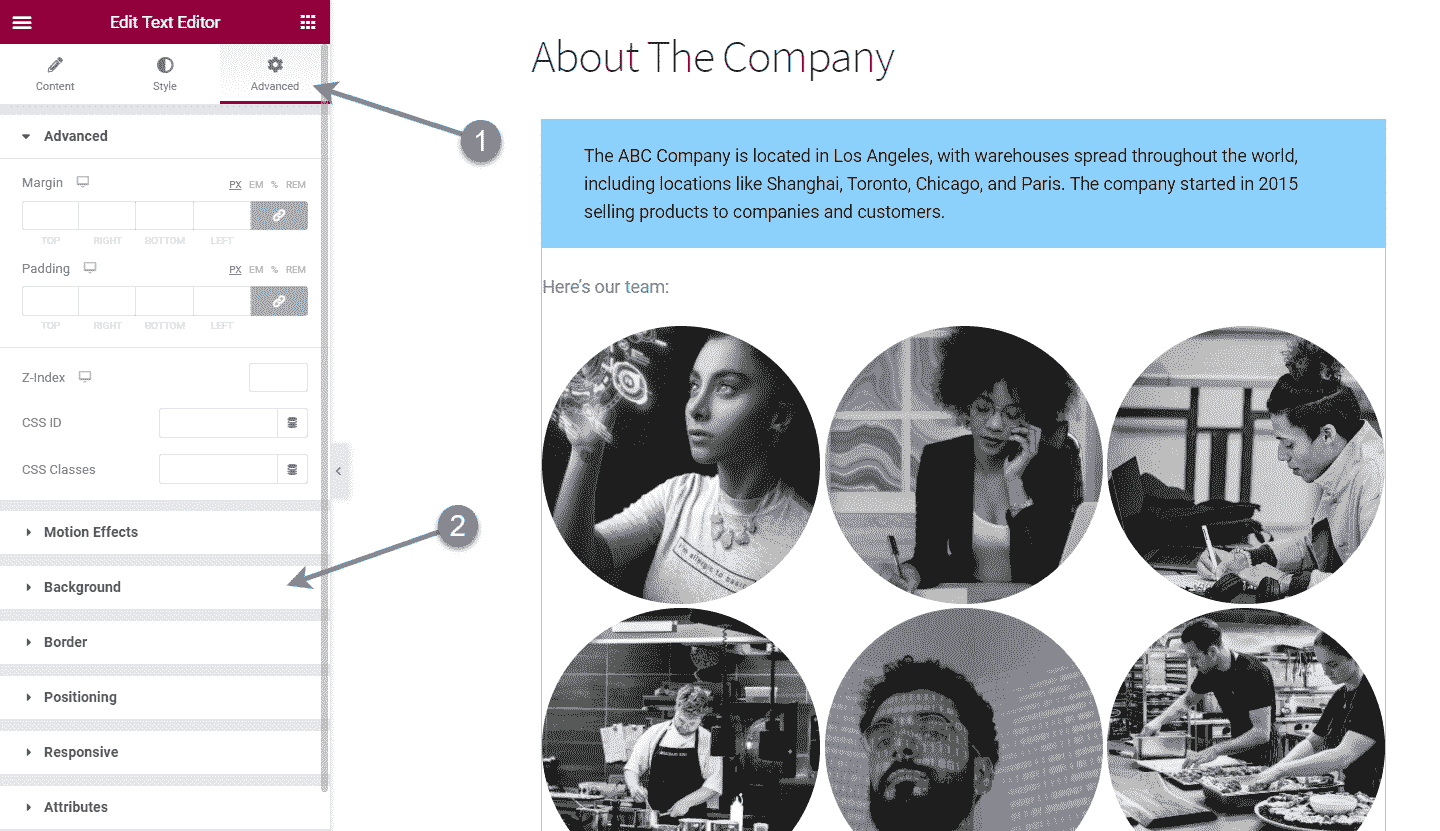 Edit Text Editor
Content Style Advanced
1
Advanced
Margin PX EM % REM
TOP RIGHT BOTTOM LEFT
Padding PX EM % REM
TOP RIGHT BOTTOM LEFT
Z-Index
CSS ID
CSS Classes
2
Motion Effects
Background
Border
Positioning
Responsive
Attributes
About The Company
The ABC Company is located in Los Angeles, with warehouses spread throughout the world,
including locations like Shanghai, Toronto, Chicago, and Paris. The company started in 2015
selling products to companies and customers.
Here’s our team:
I'm allergic to basic